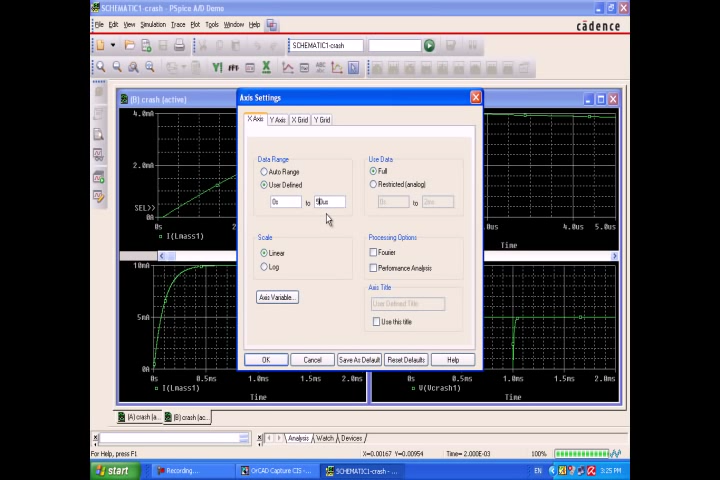 SCHEMATIC1-crash - PSpice A/D Demo
File Edit View Simulation Trace Plot Tools Window Help
cādence
SCHEMATIC1-crash
(B) crash (active)
Axis Settings
X Axis Y Axis X Grid Y Grid
Data Range
Auto Range
User Defined
0s to 50us
Use Data
Full
Restricted (analog)
0s to 2ms
Scale
Linear
Log
Processing Options
Fourier
Performance Analysis
Axis Variable...
Axis Title
User Defined Title
Use this title
OK Cancel Save As Default Reset Defaults Help
4.0mA
2.0mA
SEL>>
0A
0s
I(Lmass1)
4.0us 5.0us
Time
10mA
5mA
0A
0s 0.5ms 1.0ms 1.5ms 2.0ms
I(Lmass1)
Time
0s 0.5ms 1.0ms 1.5ms 2.0ms
V(Vcrash1)
Time
(A) crash (a... (B) crash (ac...
Analysis Watch Devices
For Help, press F1
X=0.00167 Y=0.00954 Time= 2.000E-03 100%
start Recording... OrCAD Capture CIS -... SCHEMATIC1-crash - ... EN 3:25 PM